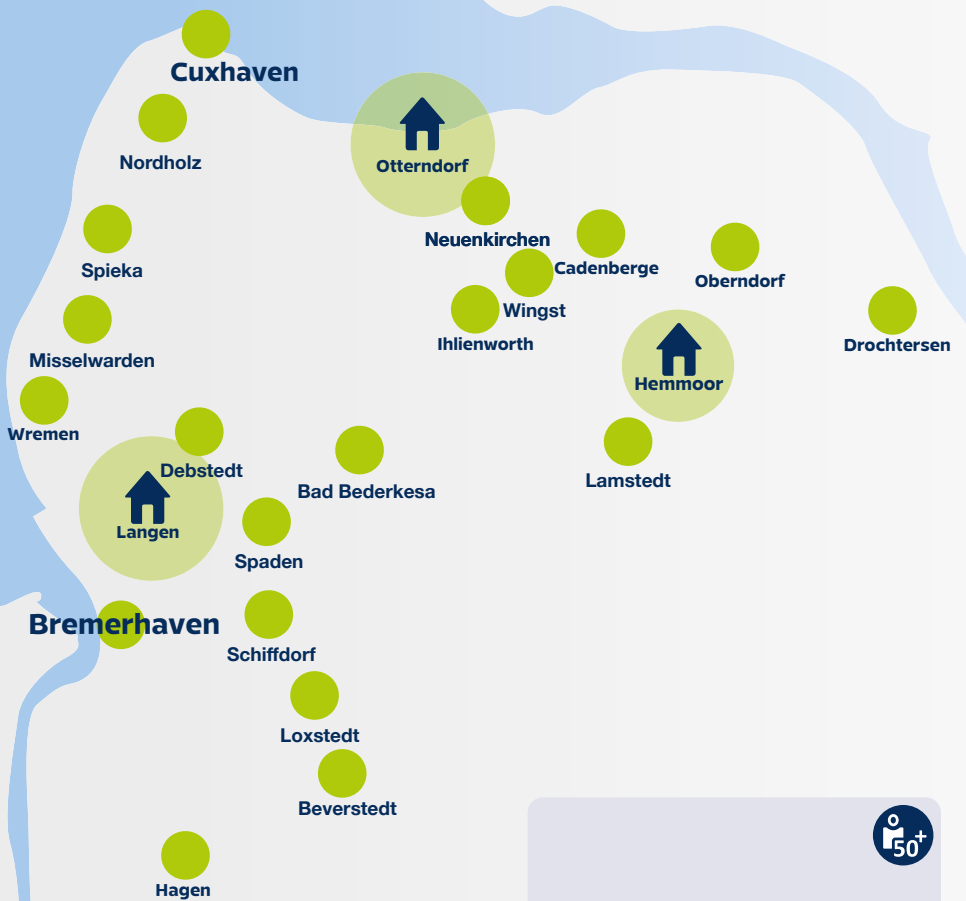 Cuxhaven
Nordholz
Otterndorf
Neuenkirchen
Spieka
Cadenberge
Oberndorf
Wingst
Ihlienworth
Drochtersen
Misselwarden
Hemmoor
Wremen
Debstedt
Lamstedt
Bad Bederkesa
Langen
Spaden
Bremerhaven
Schiffdorf
Loxstedt
Beverstedt
50+
Hagen